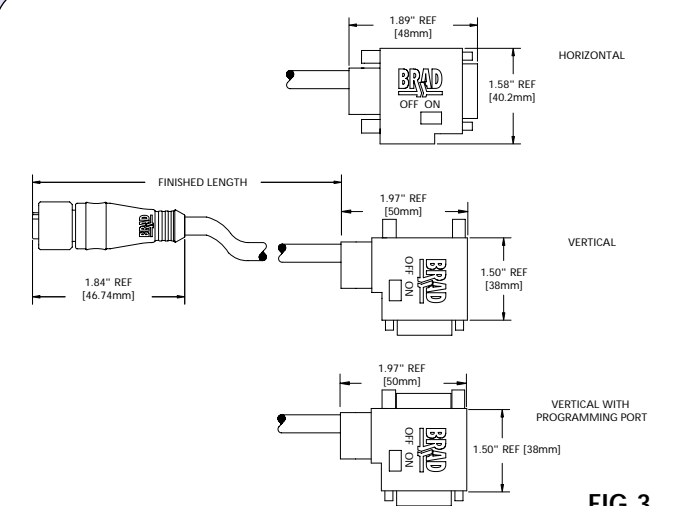 1.89" REF
[48mm]
HORIZONTAL
1.58" REF
[40.2mm]
BRAD
OFF ON
FINISHED LENGTH
1.97" REF
[50mm]
VERTICAL
BRAD
BRAD
OFF ON
1.50" REF
[38mm]
1.84" REF
[46.74mm]
1.97" REF
[50mm]
VERTICAL WITH
PROGRAMMING PORT
BRAD
OFF ON
1.50" REF [38mm]
FIG 3